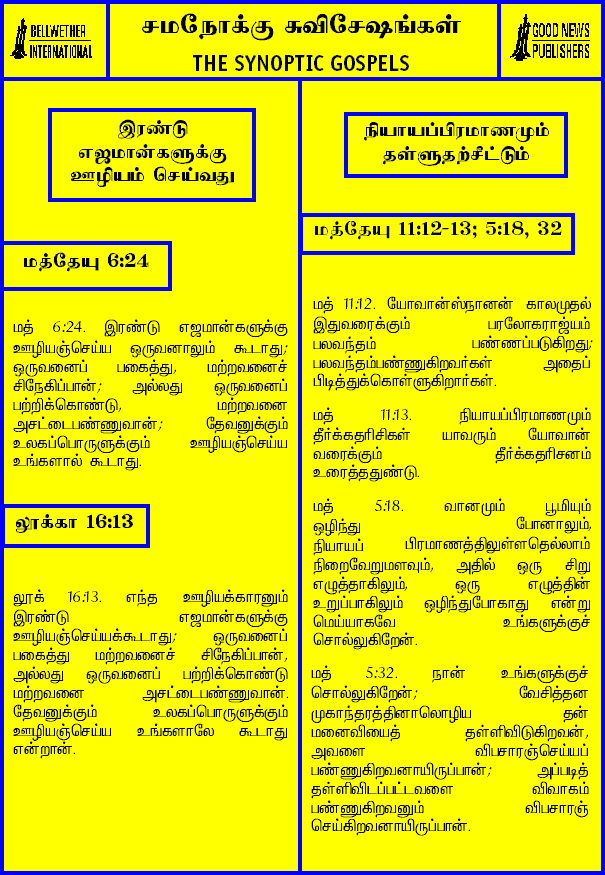 BELLWETHER
INTERNATIONAL
சமநோக்கு சுவிசேஷங்கள்
THE SYNOPTIC GOSPELS
GOOD NEWS
PUBLISHERS
இரண்டு
எஜமான்களுக்கு
ஊழியம் செய்வது
மத்தேயு 6:24
மத் 6:24. இரண்டு எஜமான்களுக்கு
ஊழியஞ்செய்ய ஒருவனாலும் கூடாது;
ஒருவனைப் பகைத்து, மற்றவனைச்
சிநேகிப்பான்; அல்லது ஒருவனைப்
பற்றிக்கொண்டு, மற்றவனை
அசட்டைபண்ணுவான்; தேவனுக்கும்
உலகப்பொருளுக்கும் ஊழியஞ்செய்ய
உங்களால் கூடாது.
லூக்கா 16:13
லூக் 16:13. எந்த ஊழியக்காரனும்
இரண்டு எஜமான்களுக்கு
ஊழியஞ்செய்யக்கூடாது; ஒருவனைப்
பகைத்து மற்றவனைச் சிநேகிப்பான்,
அல்லது ஒருவனைப் பற்றிக்கொண்டு
மற்றவனை அசட்டைபண்ணுவான்.
தேவனுக்கும் உலகப்பொருளுக்கும்
ஊழியஞ்செய்ய உங்களாலே கூடாது
என்றான்.
நியாயப்பிரமாணமும்
தள்ளுதற்சீட்டும்
மத்தேயு 11:12-13; 5:18, 32
மத் 11:12. யோவான்ஸ்நானன் காலமுதல்
இதுவரைக்கும் பரலோகராஜ்யம்
பலவந்தம் பண்ணப்படுகிறது;
பலவந்தம்பண்ணுகிறவர்கள் அதைப்
பிடித்துக்கொள்ளுகிறார்கள்.
மத் 11:13. நியாயப்பிரமாணமும்
தீர்க்கதரிசிகள் யாவரும் யோவான்
வரைக்கும் தீர்க்கதரிசனம்
உரைத்ததுண்டு.
மத் 5:18. வானமும் பூமியும்
ஒழிந்து போனாலும்,
நியாயப் பிரமாணத்திலுள்ளதெல்லாம்
நிறைவேறுமளவும், அதில் ஒரு சிறு
எழுத்தாகிலும், ஒரு எழுத்தின்
உறுப்பாகிலும் ஒழிந்துபோகாது என்று
மெய்யாகவே உங்களுக்குச்
சொல்லுகிறேன்.
மத் 5:32. நான் உங்களுக்குச்
சொல்லுகிறேன்; வேசித்தன
முகாந்தரத்தினாலொழிய தன்
மனைவியைத் தள்ளிவிடுகிறவன்,
அவளை விபசாரஞ்செய்யப்
பண்ணுகிறவனாயிருப்பான்; அப்படித்
தள்ளிவிடப்பட்டவளை விவாகம்
பண்ணுகிறவனும் விபசாரஞ்
செய்கிறவனாயிருப்பான்.